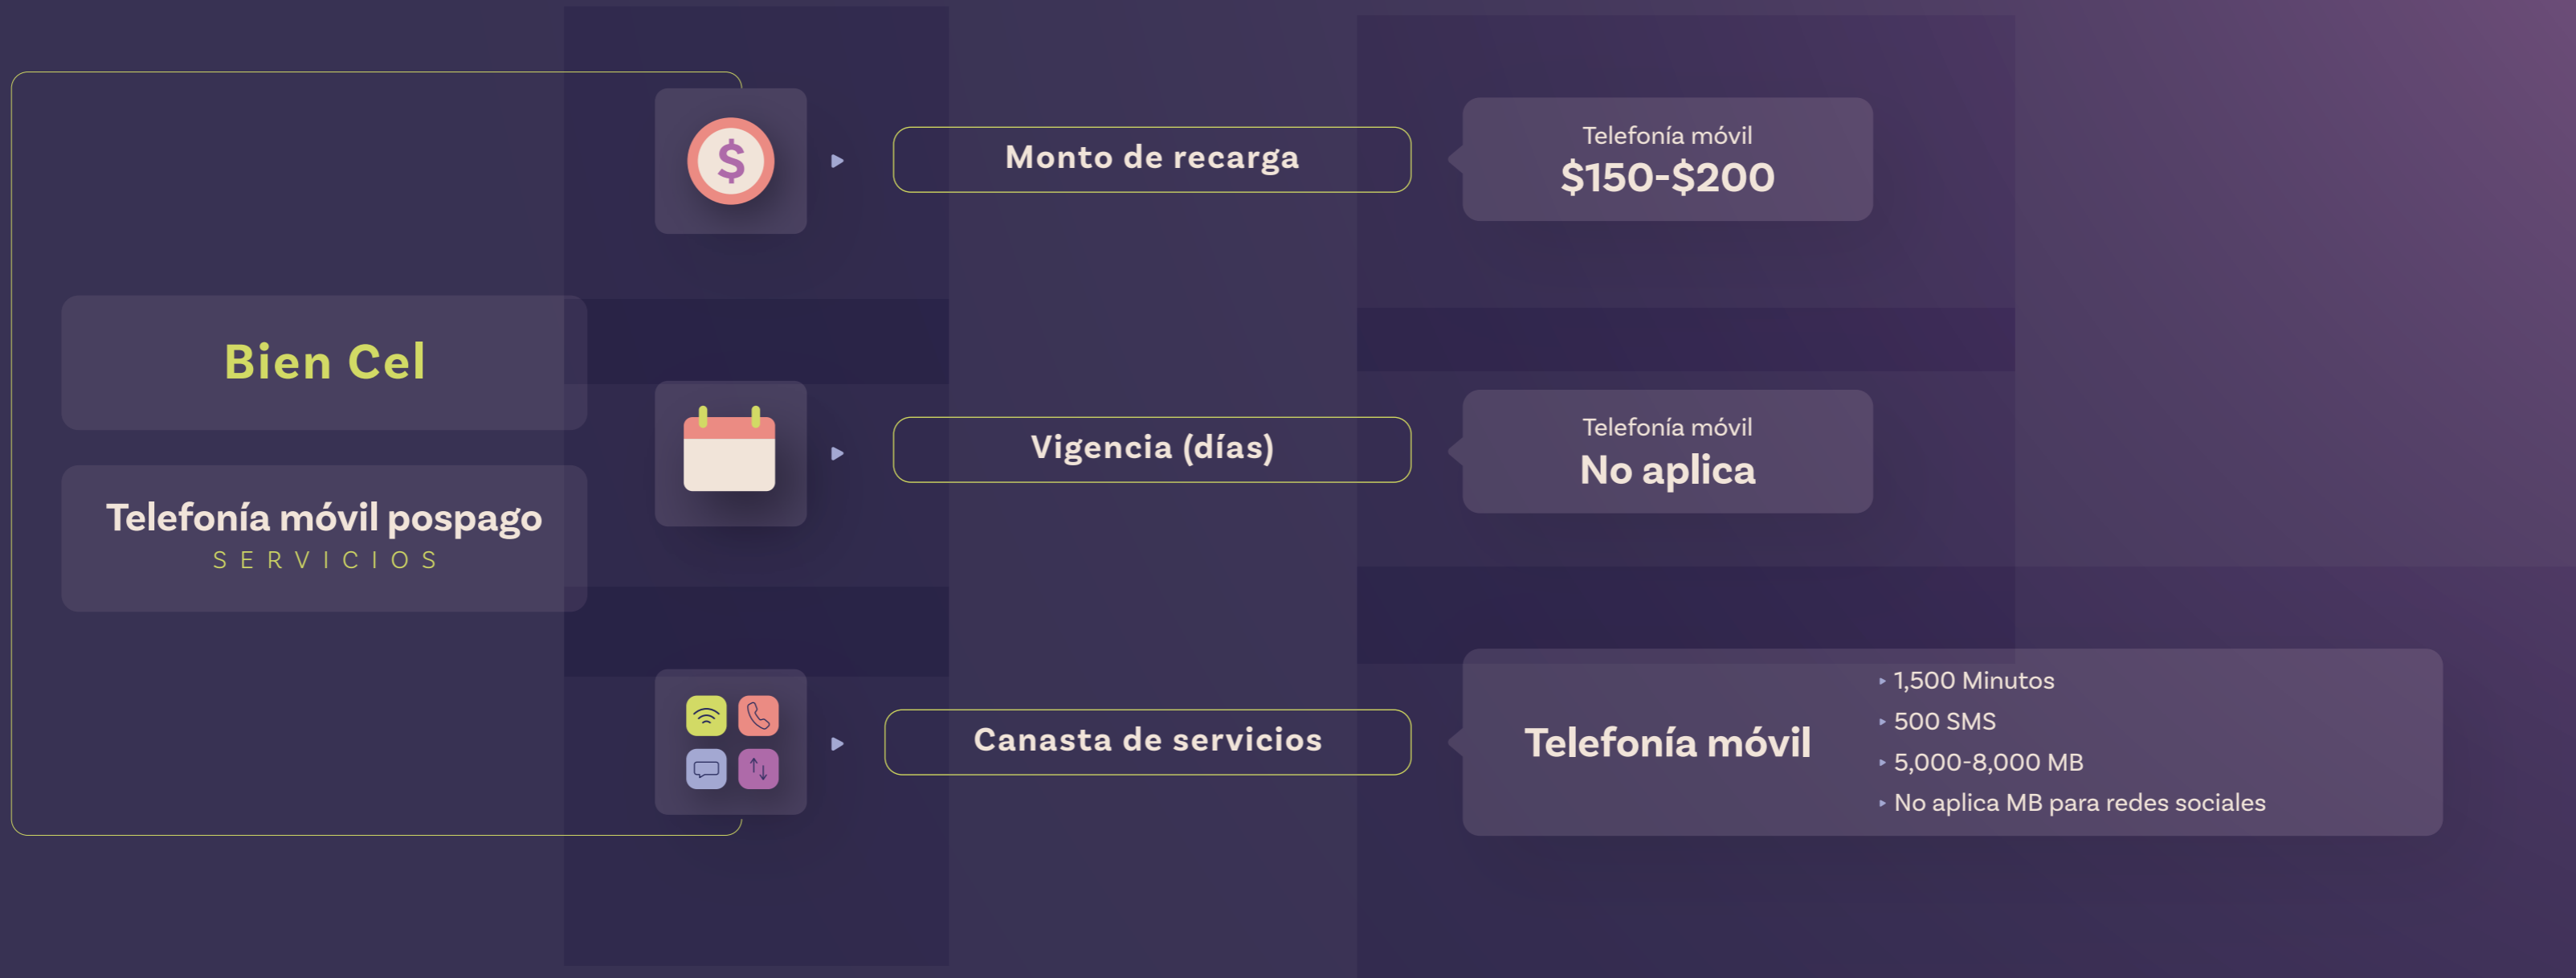 Bien Cel
Telefonía móvil pospago
SERVICIOS
$
Monto de recarga
Telefonía móvil
$150-$200
Vigencia (días)
Telefonía móvil
No aplica
Canasta de servicios
Telefonía móvil
1,500 Minutos
500 SMS
5,000-8,000 MB
No aplica MB para redes sociales